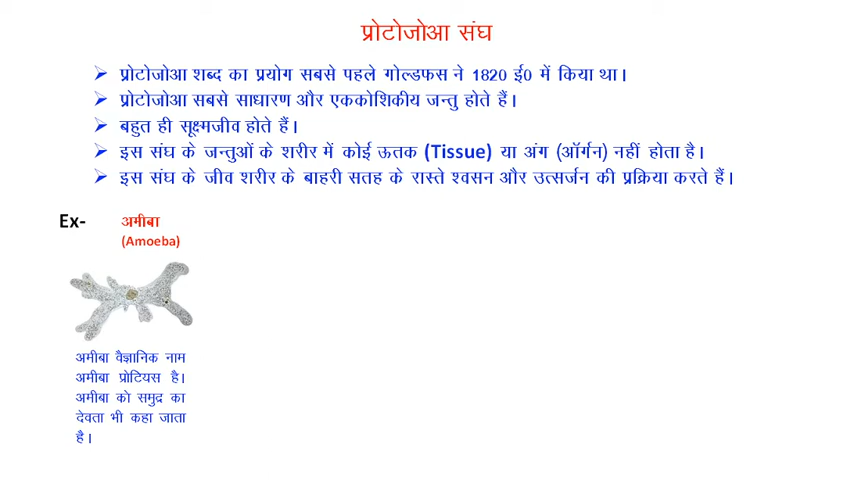 प्रोटोजोआ संघ
➢ प्रोटोजोआ शब्द का प्रयोग सबसे पहले गोल्डफस ने 1820 ई0 में किया था।
➢ प्रोटोजोआ सबसे साधारण और एककोशिकीय जन्तु होते हैं।
➢ बहुत ही सूक्ष्मजीव होते हैं।
➢ इस संघ के जन्तुओं के शरीर में कोई ऊतक (Tissue) या अंग (ऑर्गन) नहीं होता है।
➢ इस संघ के जीव शरीर के बाहरी सतह के रास्ते श्वसन और उत्सर्जन की प्रक्रिया करते हैं।
Ex- अमीबा
(Amoeba)
अमीबा वैज्ञानिक नाम
अमीबा प्रोटियस है।
अमीबा को समुद्र का
देवता भी कहा जाता
है।